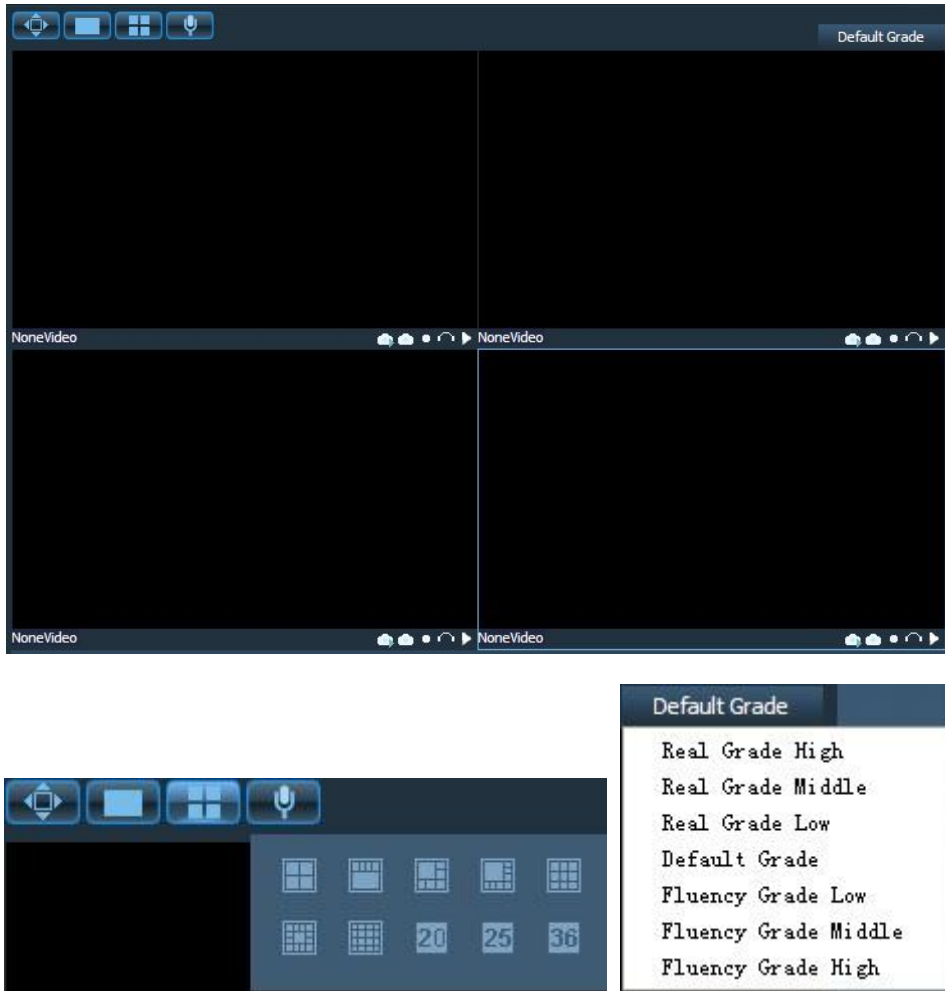 Default Grade
NoneVideo NoneVideo
NoneVideo NoneVideo
Default Grade
Real Grade High
Real Grade Middle
Real Grade Low
Default Grade
Fluency Grade Low
Fluency Grade Middle
Fluency Grade High
20 25 36